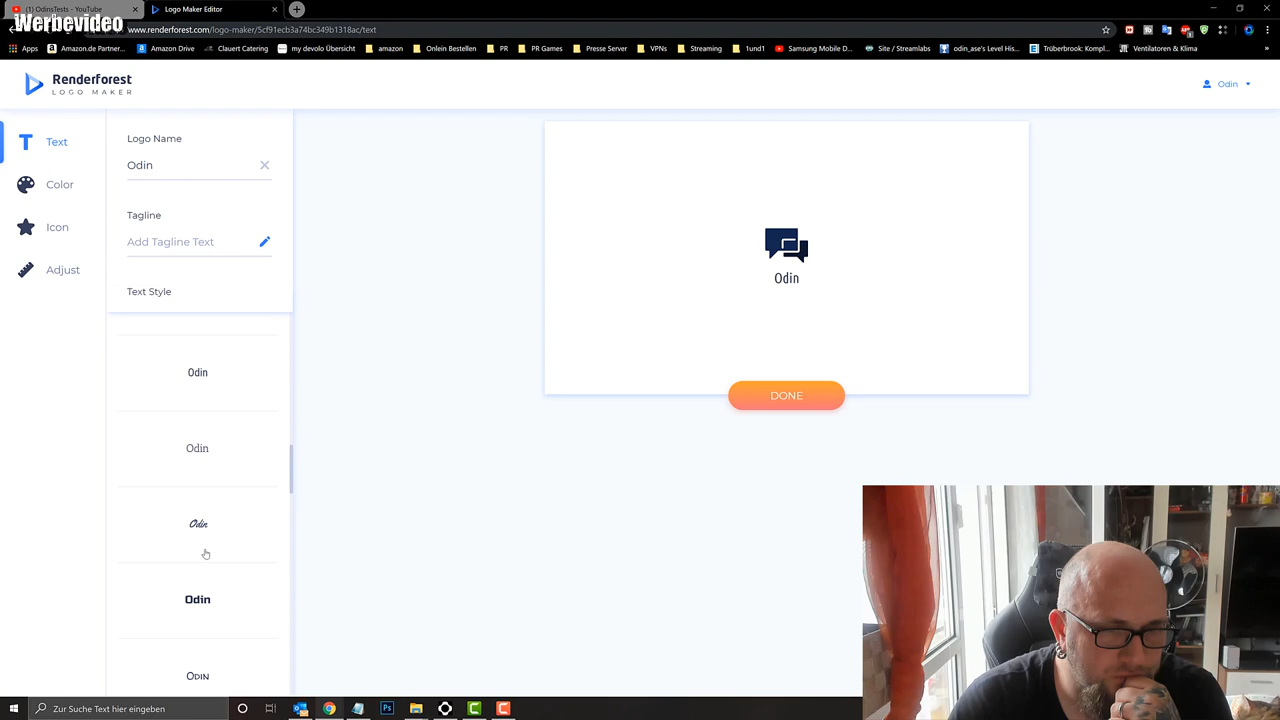 OdinsTests - YouTube
Logo Maker Editor
Werbevideo
www.renderforest.com/logo-maker/5cf91ecb3a74bc349b1318ac/text
Apps
Amazon.de Partner...
Amazon Drive
Clauert Catering
my devolo Übersicht
amazon
Onlein Bestellen
PR
PR Games
Presse Server
VPNs
Streaming
1und1
Samsung Mobile D...
Site / Streamlabs
odin_ase's Level His...
Trüberbrook: Kompl...
Ventilatoren & Klima
»
Renderforest
LOGO MAKER
Odin
Text
Color
Icon
Adjust
Logo Name
Odin
Tagline
Add Tagline Text
Text Style
Odin
Odin
Odin
Odin
Odin
Odin
DONE
Zur Suche Text hier eingeben